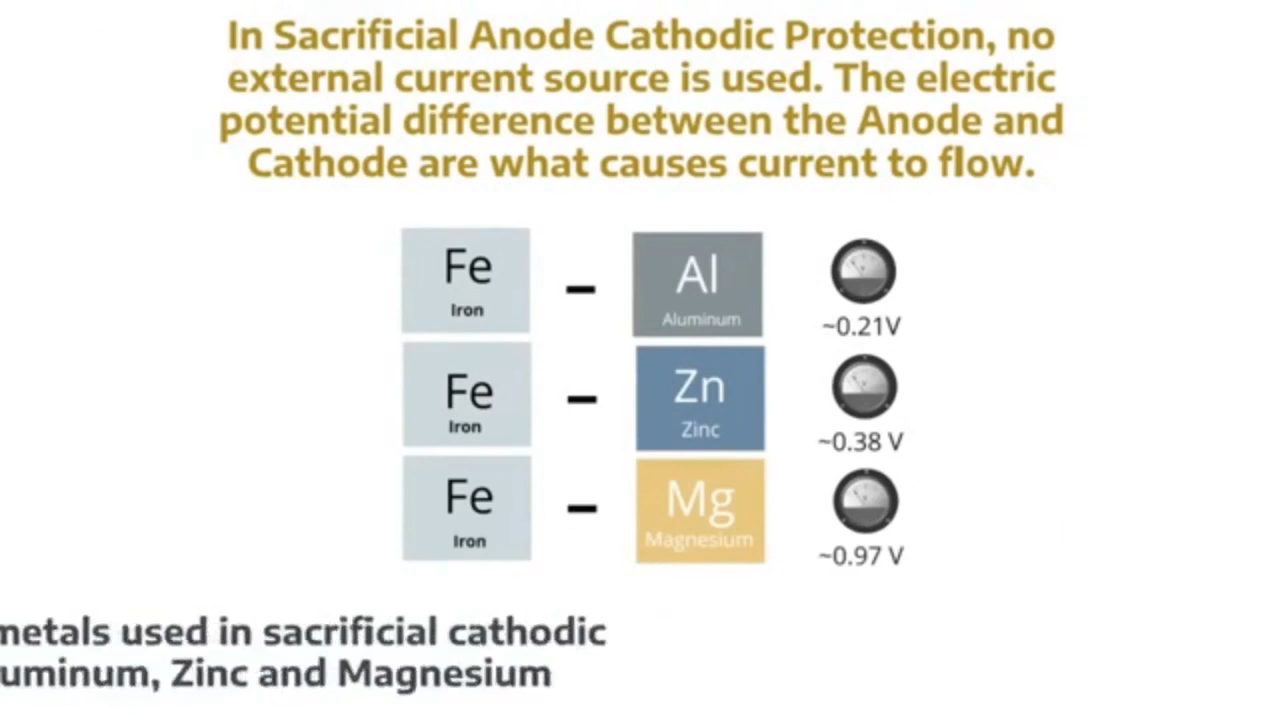 In Sacrificial Anode Cathodic Protection, no
external current source is used. The electric
potential difference between the Anode and
Cathode are what causes current to flow.
Fe
Iron
-
Al
Aluminum
~0.21V
Fe
Iron
-
Zn
Zinc
~0.38 V
Fe
Iron
-
Mg
Magnesium
~0.97 V
metals used in sacrificial cathodic
uminum, Zinc and Magnesium